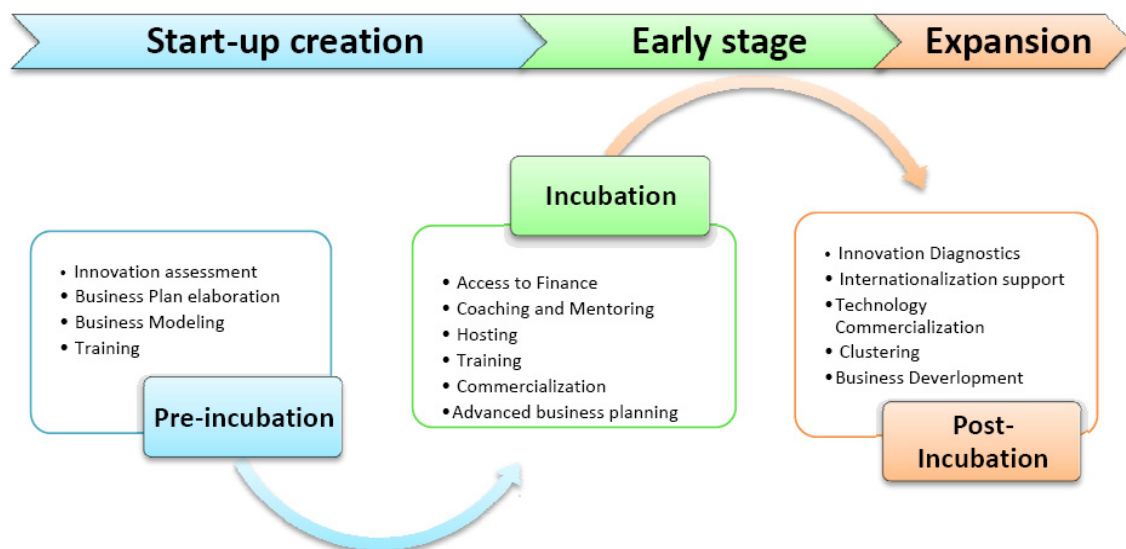 Start-up creation
Early stage
Expansion
• Innovation assessment
• Business Plan elaboration
• Business Modeling
• Training
Pre-incubation
Incubation
• Access to Finance
• Coaching and Mentoring
• Hosting
• Training
• Commercialization
• Advanced business planning
• Innovation Diagnostics
• Internationalization support
• Technology
Commercialization
• Clustering
• Business Deverlopment
Post-
Incubation